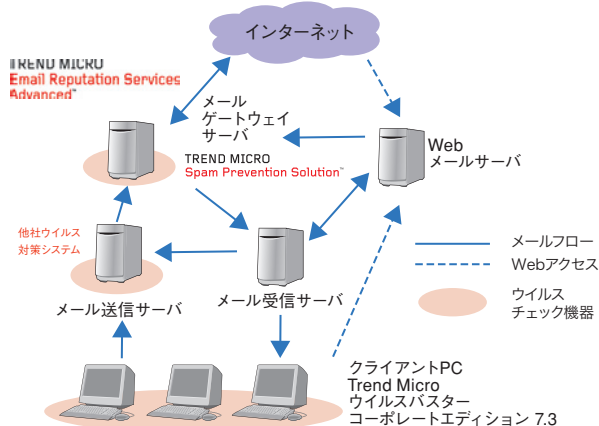 インターネット
TREND MICRO
Email Reputation Services
Advanced™
メール
ゲートウェイ
サーバ
TREND MICRO
Spam Prevention Solution™
Web
メールサーバ
他社ウイルス
対策システム
メール送信サーバ
メール受信サーバ
メールフロー
Webアクセス
ウイルス
チェック機器
クライアントPC
Trend Micro
ウイルスバスター
コーポレートエディション 7.3